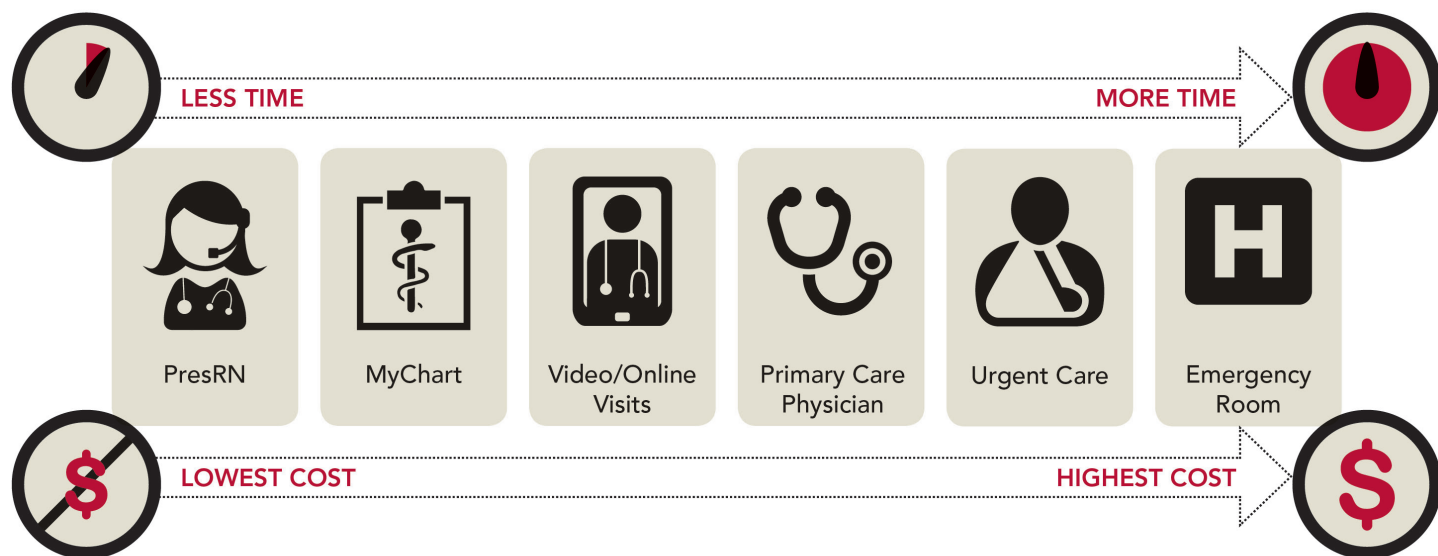 LESS TIME
MORE TIME
PresRN
MyChart
Video/Online
Visits
Primary Care
Physician
Urgent Care
H
Emergency
Room
$
LOWEST COST
HIGHEST COST
$